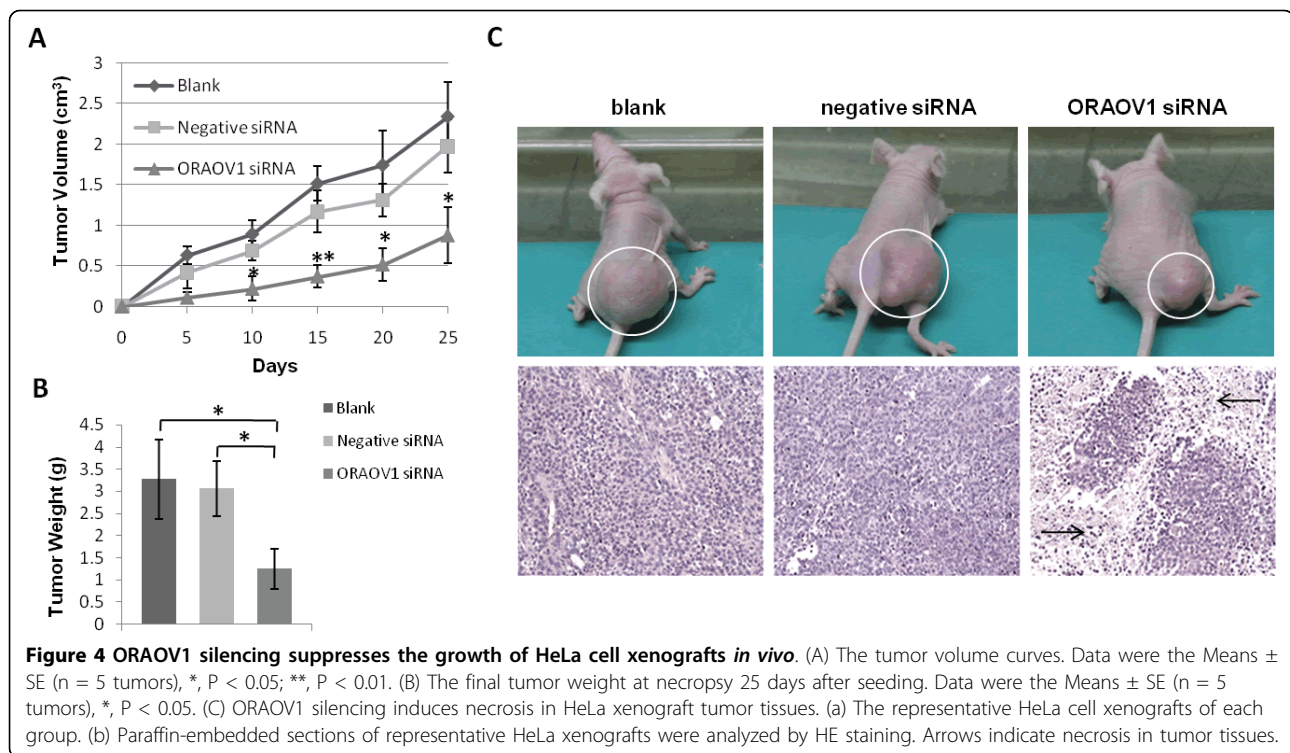 A
C
3
2.5
2
1.5
1
0.5
0
Tumor Volume (cm³)
Blank
Negative siRNA
ORAOV1 siRNA
*
**
*
*
0 5 10 15 20 25
Days
blank negative siRNA ORAOV1 siRNA
B
4.5
4
3.5
3
2.5
2
1.5
1
0.5
0
Tumor Weight (g)
*
*
Blank
Negative siRNA
ORAOV1 siRNA
Figure 4 ORAOV1 silencing suppresses the growth of HeLa cell xenografts in vivo. (A) The tumor volume curves. Data were the Means ±
SE (n = 5 tumors), *, P < 0.05; **, P < 0.01. (B) The final tumor weight at necropsy 25 days after seeding. Data were the Means ± SE (n = 5
tumors), *, P < 0.05. (C) ORAOV1 silencing induces necrosis in HeLa xenograft tumor tissues. (a) The representative HeLa cell xenografts of each
group. (b) Paraffin-embedded sections of representative HeLa xenografts were analyzed by HE staining. Arrows indicate necrosis in tumor tissues.